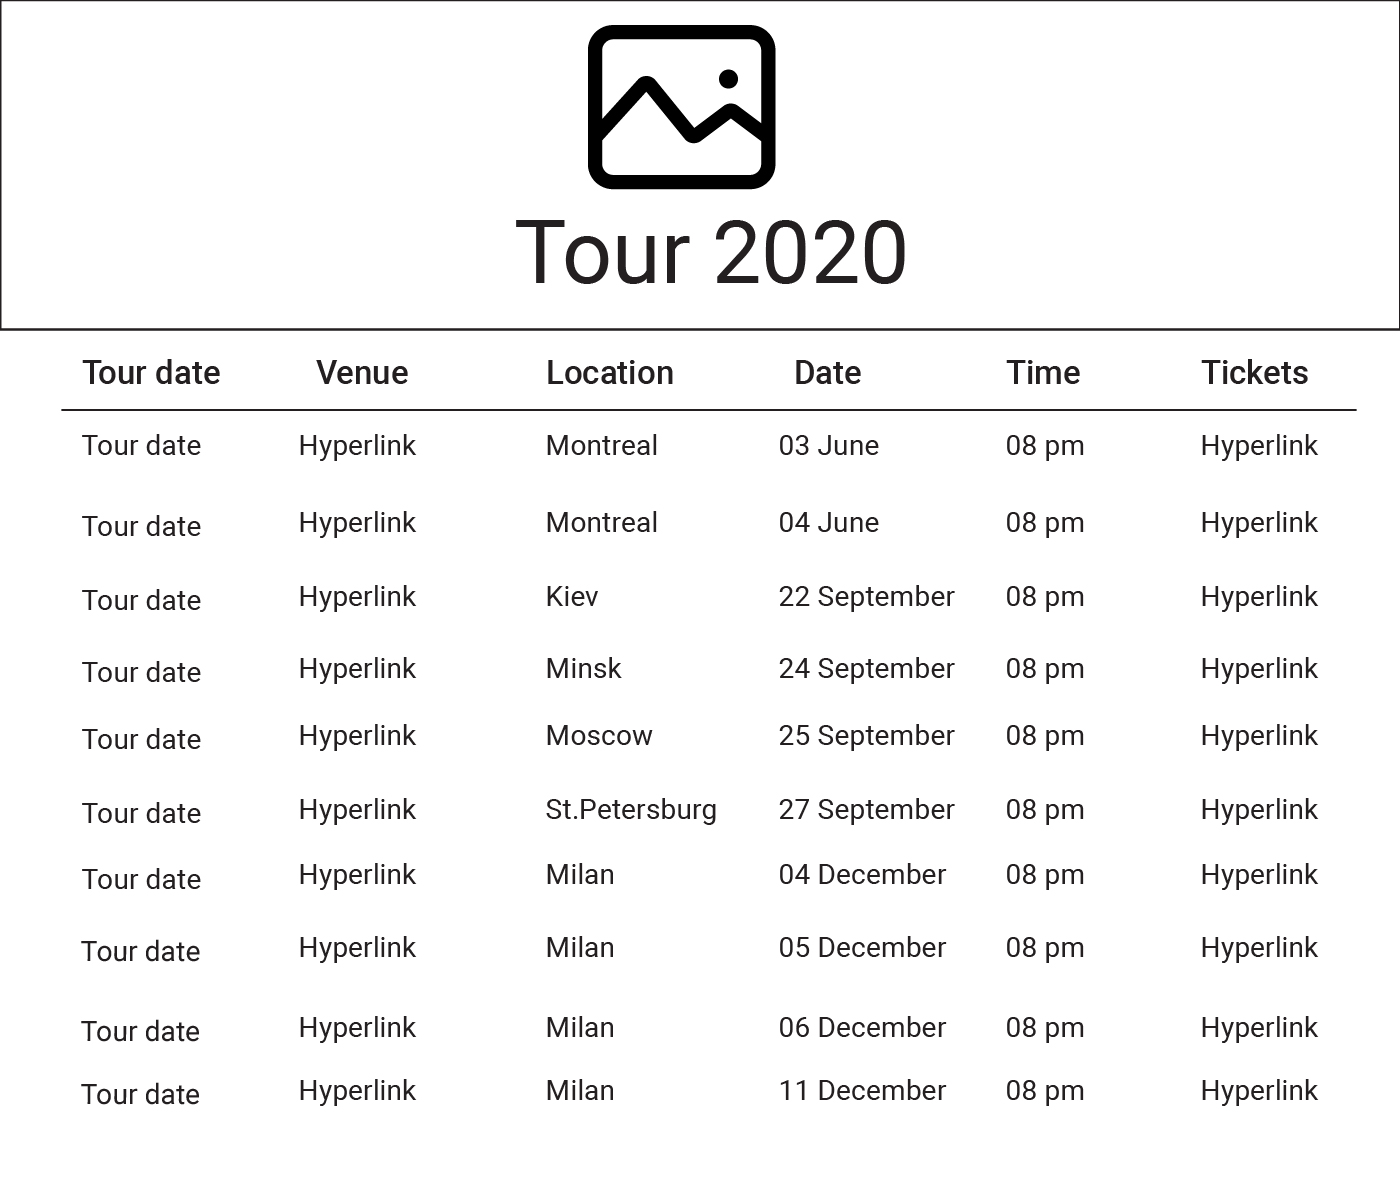 Tour 2020
Tour date Venue Location Date Time Tickets
Tour date Hyperlink Montreal 03 June 08 pm Hyperlink
Tour date Hyperlink Montreal 04 June 08 pm Hyperlink
Tour date Hyperlink Kiev 22 September 08 pm Hyperlink
Tour date Hyperlink Minsk 24 September 08 pm Hyperlink
Tour date Hyperlink Moscow 25 September 08 pm Hyperlink
Tour date Hyperlink St.Petersburg 27 September 08 pm Hyperlink
Tour date Hyperlink Milan 04 December 08 pm Hyperlink
Tour date Hyperlink Milan 05 December 08 pm Hyperlink
Tour date Hyperlink Milan 06 December 08 pm Hyperlink
Tour date Hyperlink Milan 11 December 08 pm Hyperlink